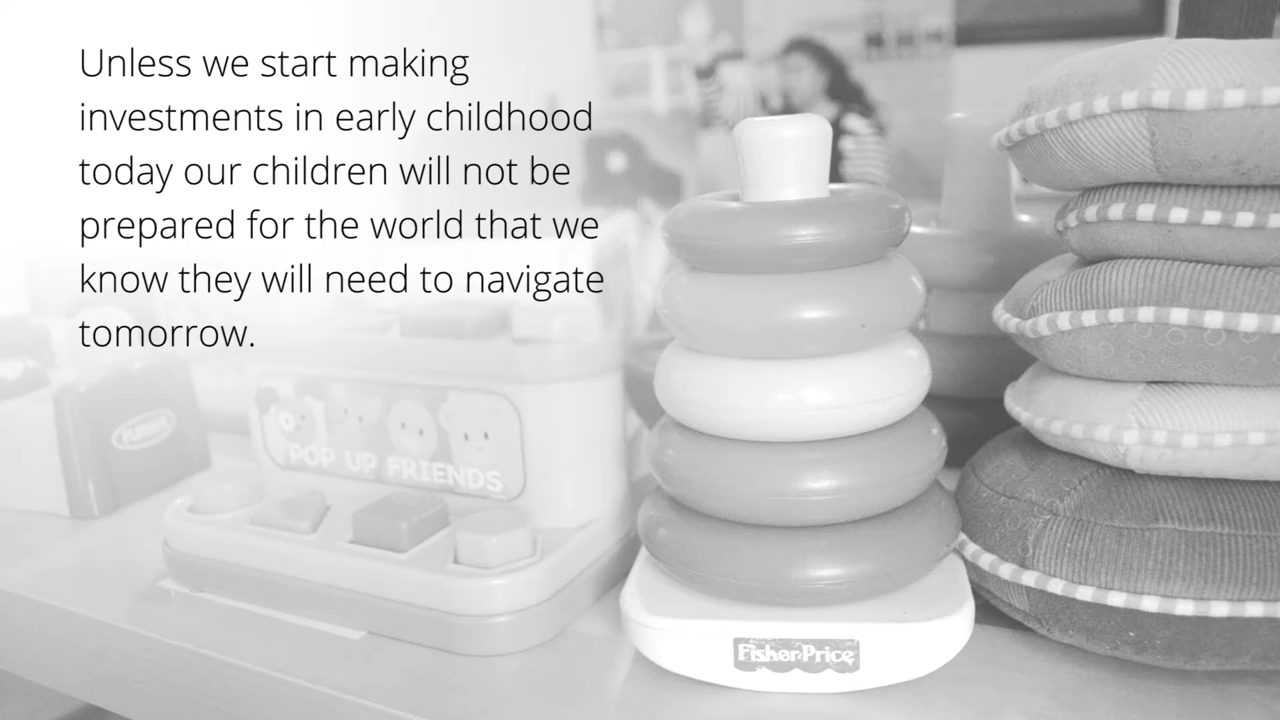 Unless we start making
investments in early childhood
today our children will not be
prepared for the world that we
know they will need to navigate
tomorrow.
POP UP FRIENDS
Fisher-Price